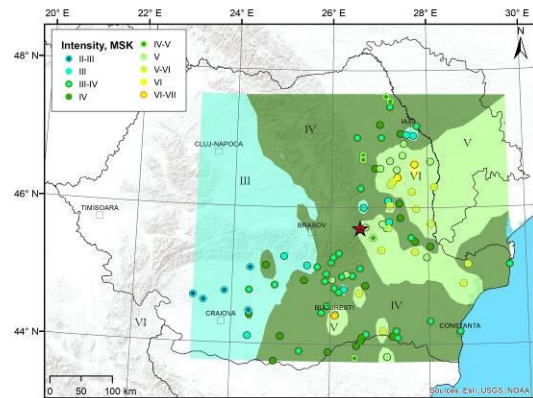 20° E
22° E
24° E
26° E
28° E
30° E
48° N
46° N
44° N
Intensity, MSK
II-III
III
III-IV
IV
IV-V
V
V-VI
VI
VI-VII
N
IAȘI
IV
V
CLUJ-NAPOCA
VI
III
TIMISOARA
BRASOV
BUCURESTI
IV
CRAIOVA
V
CONSTANTA
VI
0 50 100 km
Sources: Esri, USGS, NOAA